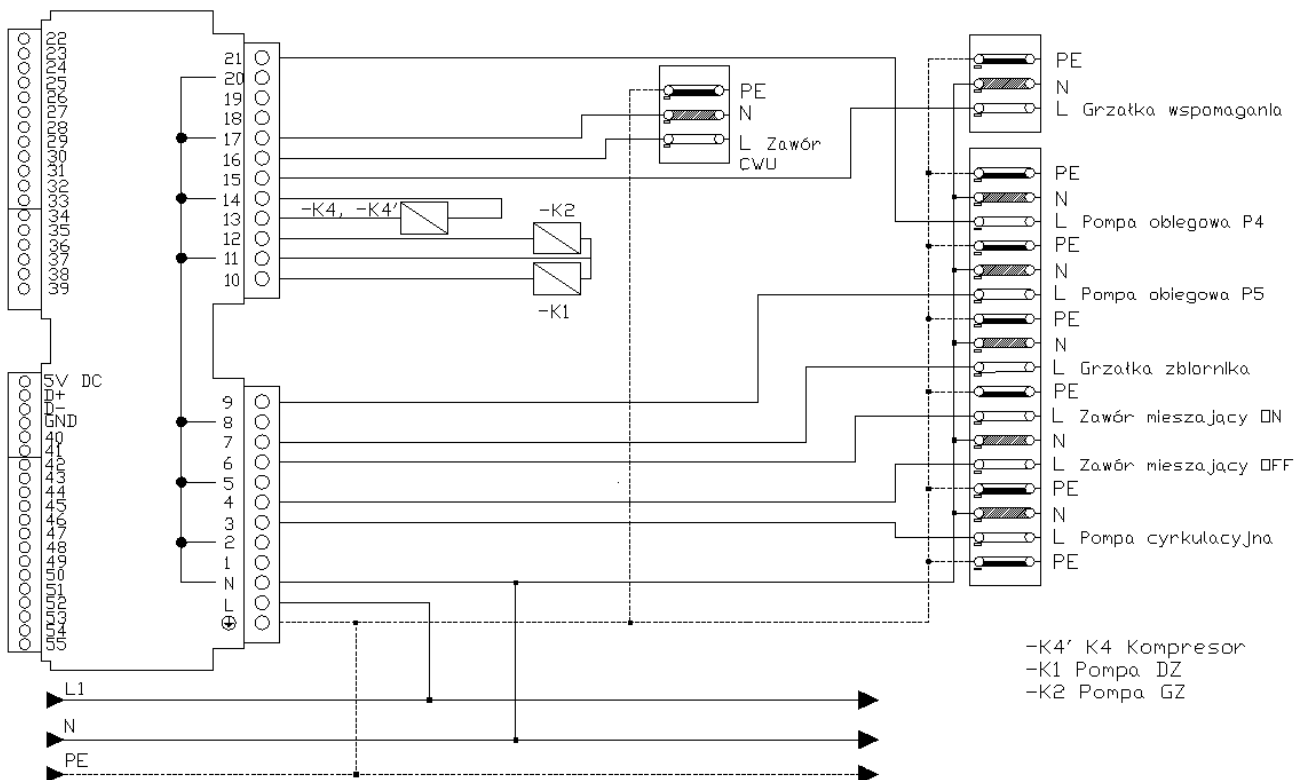 22
23
24
25
26
27
28
29
30
31
32
33
34
35
36
37
38
39
5V DC
D+
D-
GND
40
41
42
43
44
45
46
47
48
49
50
51
52
53
54
55
21
20
19
18
17
16
15
14
13
12
11
10
9
8
7
6
5
4
3
2
1
N
L
-K4, -K4'
-K2
-K1
PE
N
L Zawór
CWU
PE
N
L Grzałka wspomagania
PE
N
L Pompa obiegowa P4
PE
N
L Pompa obiegowa P5
PE
N
L Grzałka zbiornika
PE
L Zawór mieszający ON
N
L Zawór mieszający OFF
PE
N
L Pompa cyrkulacyjna
PE
-K4' K4 Kompresor
-K1 Pompa DZ
-K2 Pompa GZ
L1
N
PE